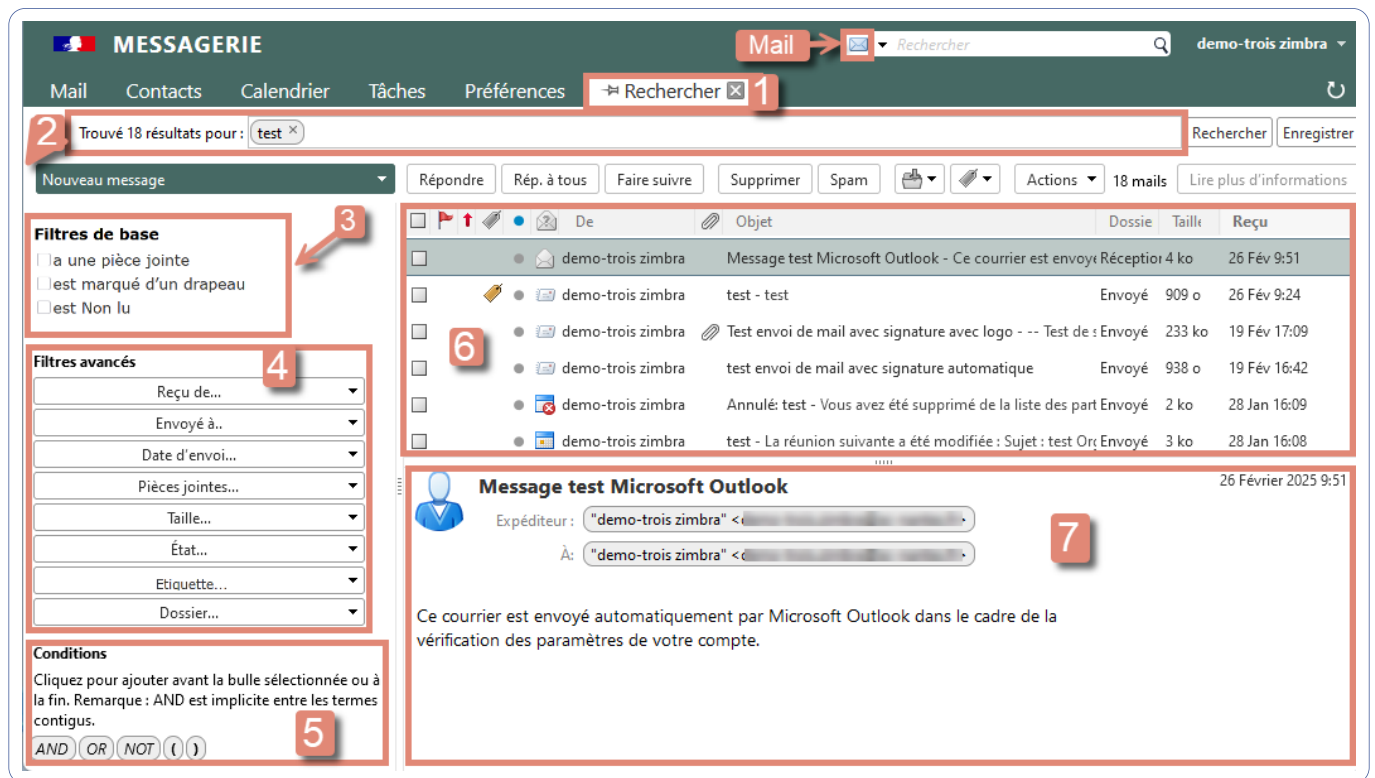 MESSAGERIE
Mail
Rechercher
demo-trois zimbra
Mail Contacts Calendrier Tâches Préférences Rechercher 1
2 Trouvé 18 résultats pour : test × Rechercher Enregistrer
Nouveau message Répondre Rép. à tous Faire suivre Supprimer Spam Actions 18 mails Lire plus d'informations
3
Filtres de base
a une pièce jointe
est marqué d'un drapeau
est Non lu
4
Filtres avancés
Reçu de...
Envoyé à..
Date d'envoi...
Pièces jointes...
Taille...
État...
Etiquette...
Dossier...
Conditions
Cliquez pour ajouter avant la bulle sélectionnée ou à
la fin. Remarque : AND est implicite entre les termes
contigus.
5
AND OR NOT ( )
De Objet Dossie Taille Reçu
demo-trois zimbra Message test Microsoft Outlook - Ce courrier est envoye Réception 4 ko 26 Fév 9:51
demo-trois zimbra test - test Envoyé 909 o 26 Fév 9:24
6 demo-trois zimbra Test envoi de mail avec signature avec logo - -- Test de s Envoyé 233 ko 19 Fév 17:09
demo-trois zimbra test envoi de mail avec signature automatique Envoyé 938 o 19 Fév 16:42
demo-trois zimbra Annulé: test - Vous avez été supprimé de la liste des part Envoyé 2 ko 28 Jan 16:09
demo-trois zimbra test - La réunion suivante a été modifiée : Sujet : test Org Envoyé 3 ko 28 Jan 16:08
Message test Microsoft Outlook 26 Février 2025 9:51
Expéditeur : "demo-trois zimbra" <
7
À: "demo-trois zimbra" <
Ce courrier est envoyé automatiquement par Microsoft Outlook dans le cadre de la
vérification des paramètres de votre compte.